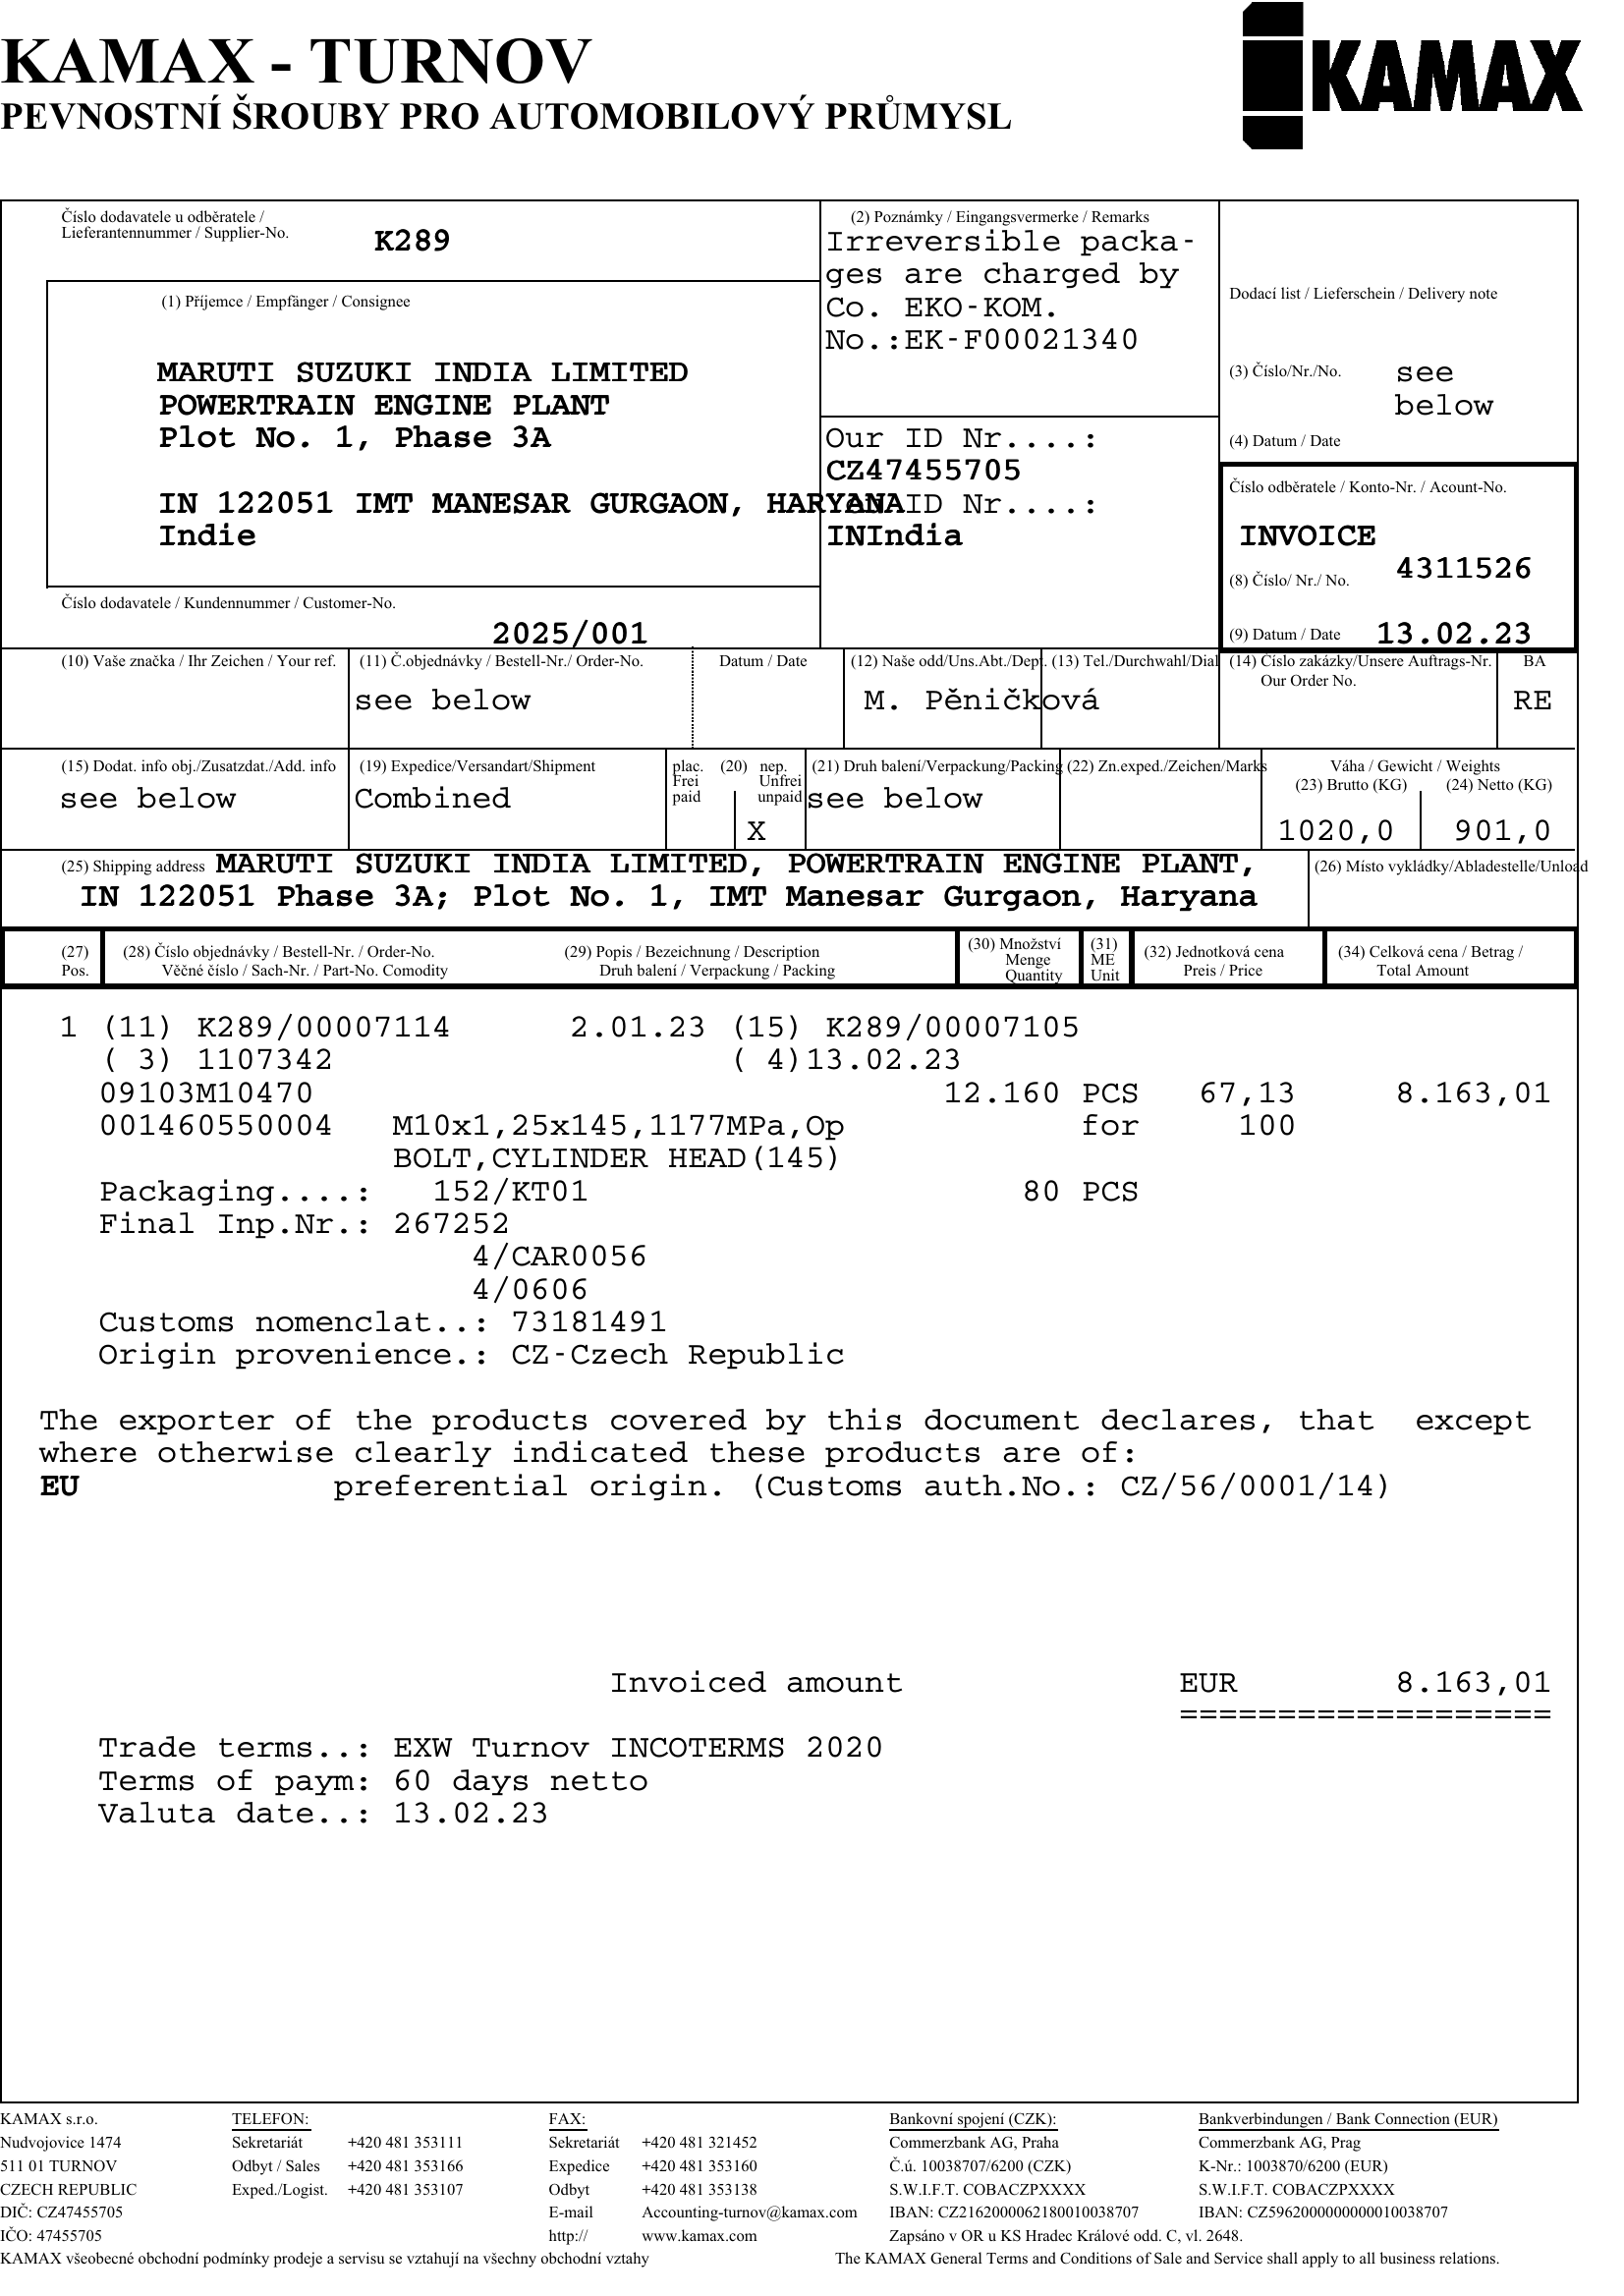 KAMAX - TURNOV
PEVNOSTNÍ ŠROUBY PRO AUTOMOBILOVÝ PRŮMYSL
KAMAX
Číslo dodavatele u odběratele /
Lieferantennummer / Supplier-No.
K289
(1) Příjemce / Empfänger / Consignee
MARUTI SUZUKI INDIA LIMITED
POWERTRAIN ENGINE PLANT
Plot No. 1, Phase 3A
IN 122051 IMT MANESAR GURGAON, HARYANA
Indie
Číslo dodavatele / Kundennummer / Customer-No.
2025/001
(2) Poznámky / Eingangsvermerke / Remarks
Irreversible packa-
ges are charged by
Co. EKO-KOM.
No.:EK-F00021340
Our ID Nr....:
CZ47455705
ID Nr....:
INIndia
Dodací list / Lieferschein / Delivery note
(3) Číslo/Nr./No. see
below
(4) Datum / Date
Číslo odběratele / Konto-Nr. / Acount-No.
INVOICE
(8) Číslo/ Nr./ No. 4311526
(9) Datum / Date 13.02.23
(10) Vaše značka / Ihr Zeichen / Your ref.
(11) Č.objednávky / Bestell-Nr./ Order-No.
see below
Datum / Date
(12) Naše odd/Uns.Abt./Dept.
(13) Tel./Durchwahl/Dial
M. Pěničková
(14) Číslo zakázky/Unsere Auftrags-Nr.
Our Order No.
BA
RE
(15) Dodat. info obj./Zusatzdat./Add. info
see below
(19) Expedice/Versandart/Shipment
Combined
plac. (20) nep.
Frei Unfrei
paid unpaid
X
(21) Druh balení/Verpackung/Packing
see below
(22) Zn.exped./Zeichen/Marks
Váha / Gewicht / Weights
(23) Brutto (KG) (24) Netto (KG)
1020,0 901,0
(25) Shipping address MARUTI SUZUKI INDIA LIMITED, POWERTRAIN ENGINE PLANT,
IN 122051 Phase 3A; Plot No. 1, IMT Manesar Gurgaon, Haryana
(26) Místo vykládky/Abladestelle/Unload
(27)
Pos.
(28) Číslo objednávky / Bestell-Nr. / Order-No.
Věčné číslo / Sach-Nr. / Part-No. Comodity
(29) Popis / Bezeichnung / Description
Druh balení / Verpackung / Packing
(30) Množství
Menge
Quantity
(31)
ME
Unit
(32) Jednotková cena
Preis / Price
(34) Celková cena / Betrag /
Total Amount
1 (11) K289/00007114 2.01.23 (15) K289/00007105
( 3) 1107342 ( 4)13.02.23
09103M10470 12.160 PCS 67,13 8.163,01
001460550004 M10x1,25x145,1177MPa,Op for 100
BOLT,CYLINDER HEAD(145)
Packaging....: 152/KT01 80 PCS
Final Inp.Nr.: 267252
4/CAR0056
4/0606
Customs nomenclat..: 73181491
Origin provenience.: CZ-Czech Republic
The exporter of the products covered by this document declares, that except
where otherwise clearly indicated these products are of:
EU preferential origin. (Customs auth.No.: CZ/56/0001/14)
Invoiced amount EUR 8.163,01
===================
Trade terms..: EXW Turnov INCOTERMS 2020
Terms of paym: 60 days netto
Valuta date..: 13.02.23
KAMAX s.r.o.
Nudvojovice 1474
511 01 TURNOV
CZECH REPUBLIC
DIČ: CZ47455705
IČO: 47455705
TELEFON:
Sekretariát +420 481 353111
Odbyt / Sales +420 481 353166
Exped./Logist. +420 481 353107
FAX:
Sekretariát +420 481 321452
Expedice +420 481 353160
Odbyt +420 481 353138
E-mail Accounting-turnov@kamax.com
http:// www.kamax.com
Bankovní spojení (CZK):
Commerzbank AG, Praha
Č.ú. 10038707/6200 (CZK)
S.W.I.F.T. COBACZPXXXX
IBAN: CZ2162000062180010038707
Zapsáno v OR u KS Hradec Králové odd. C, vl. 2648.
Bankverbindungen / Bank Connection (EUR)
Commerzbank AG, Prag
K-Nr.: 1003870/6200 (EUR)
S.W.I.F.T. COBACZPXXXX
IBAN: CZ5962000000000010038707
KAMAX všeobecné obchodní podmínky prodeje a servisu se vztahují na všechny obchodní vztahy
The KAMAX General Terms and Conditions of Sale and Service shall apply to all business relations.